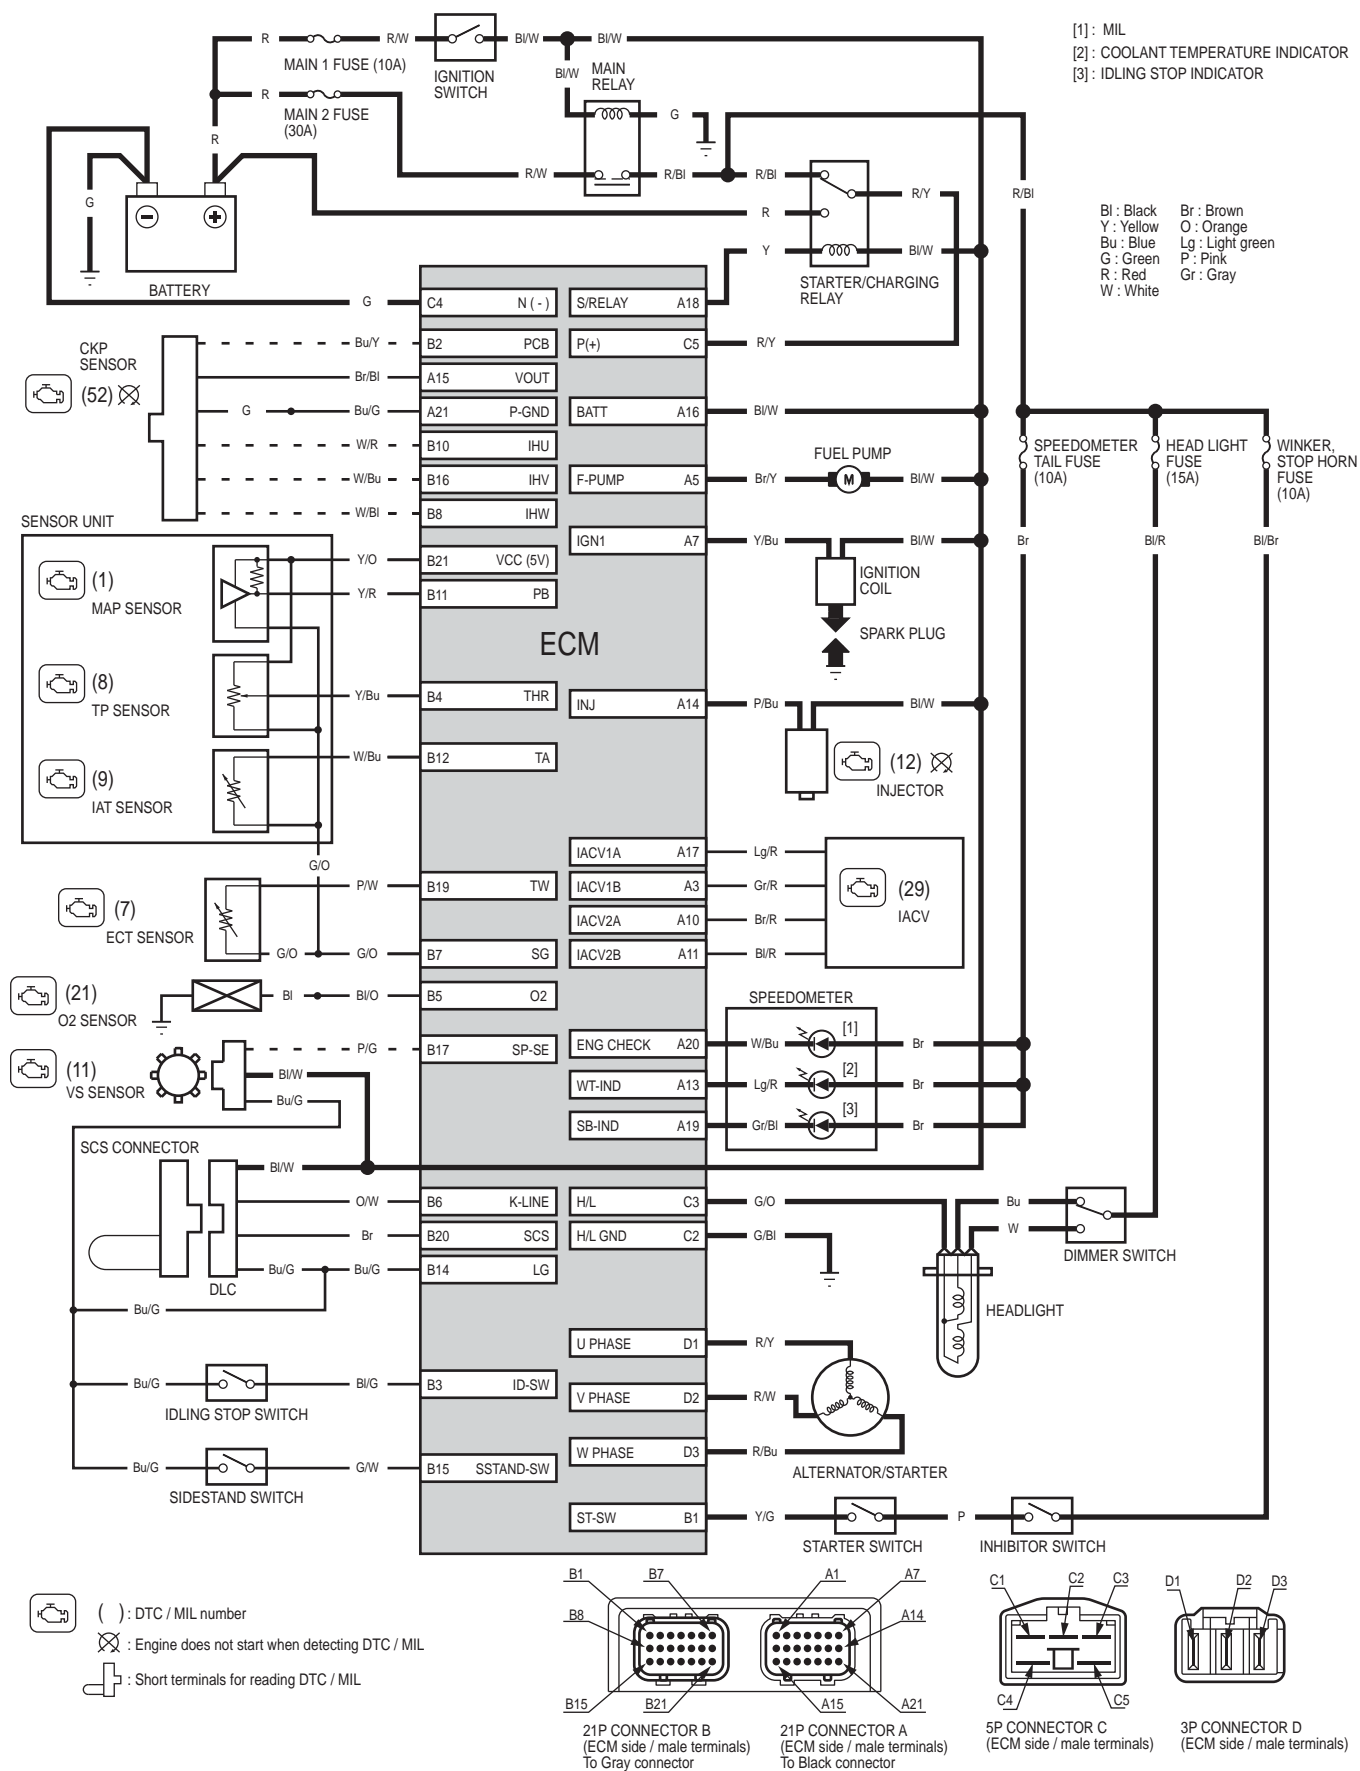 R
R/W
Bl/W
Bl/W
[1] : MIL
[2] : COOLANT TEMPERATURE INDICATOR
[3] : IDLING STOP INDICATOR
MAIN 1 FUSE (10A)
IGNITION
SWITCH
Bl/W
MAIN
RELAY
R
MAIN 2 FUSE
(30A)
G
R
R/W
R/Bl
R/Bl
R/Y
R/Bl
G
R
Bl : Black
Y : Yellow
Bu : Blue
G : Green
R : Red
W : White
Br : Brown
O : Orange
Lg : Light green
P : Pink
Gr : Gray
Y
Bl/W
BATTERY
STARTER/CHARGING
RELAY
G
C4 N ( - )
S/RELAY A18
CKP
SENSOR
(52)
Bu/Y
B2 PCB
P(+) C5
R/Y
Br/Bl
A15 VOUT
G
Bu/G
A21 P-GND
BATT A16
Bl/W
W/R
B10 IHU
SPEEDOMETER
TAIL FUSE
(10A)
HEAD LIGHT
FUSE
(15A)
WINKER,
STOP HORN
FUSE
(10A)
FUEL PUMP
W/Bu
B16 IHV
F-PUMP A5
Br/Y
M
Bl/W
W/Bl
B8 IHW
SENSOR UNIT
IGN1 A7
Y/Bu
Bl/W
Br
Bl/R
Bl/Br
(1)
MAP SENSOR
Y/O
B21 VCC (5V)
Y/R
B11 PB
IGNITION
COIL
ECM
SPARK PLUG
(8)
TP SENSOR
Y/Bu
B4 THR
INJ A14
P/Bu
Bl/W
(9)
IAT SENSOR
W/Bu
B12 TA
(12)
INJECTOR
G/O
IACV1A A17
Lg/R
(7)
ECT SENSOR
P/W
B19 TW
IACV1B A3
Gr/R
(29)
IACV
IACV2A A10
Br/R
G/O
G/O
B7 SG
IACV2B A11
Bl/R
(21)
O2 SENSOR
Bl
Bl/O
B5 O2
SPEEDOMETER
(11)
VS SENSOR
P/G
B17 SP-SE
ENG CHECK A20
W/Bu
[1]
Br
Bl/W
WT-IND A13
Lg/R
[2]
Br
Bu/G
SB-IND A19
Gr/Bl
[3]
Br
SCS CONNECTOR
Bl/W
O/W
B6 K-LINE
H/L C3
G/O
Bu
Br
B20 SCS
H/L GND C2
G/Bl
W
DIMMER SWITCH
Bu/G
Bu/G
B14 LG
DLC
Bu/G
HEADLIGHT
U PHASE D1
R/Y
Bu/G
Bl/G
B3 ID-SW
V PHASE D2
R/W
IDLING STOP SWITCH
W PHASE D3
R/Bu
Bu/G
G/W
B15 SSTAND-SW
ALTERNATOR/STARTER
SIDESTAND SWITCH
ST-SW B1
Y/G
P
STARTER SWITCH
INHIBITOR SWITCH
( ) : DTC / MIL number
: Engine does not start when detecting DTC / MIL
: Short terminals for reading DTC / MIL
B1
B7
B8
B15
B21
21P CONNECTOR B
(ECM side / male terminals)
To Gray connector
A1
A7
A14
A15
A21
21P CONNECTOR A
(ECM side / male terminals)
To Black connector
C1
C2
C3
C4
C5
5P CONNECTOR C
(ECM side / male terminals)
D1
D2
D3
3P CONNECTOR D
(ECM side / male terminals)